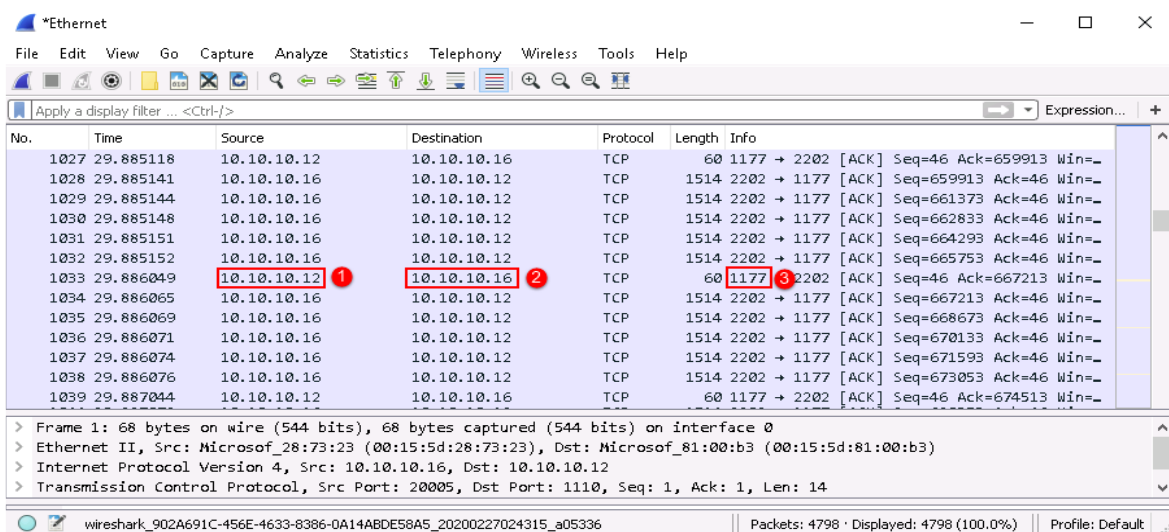 *Ethernet
File Edit View Go Capture Analyze Statistics Telephony Wireless Tools Help
Apply a display filter ... <Ctrl-/> Expression... +
No. Time Source Destination Protocol Length Info
1027 29.885118 10.10.10.12 10.10.10.16 TCP 60 1177 → 2202 [ACK] Seq=46 Ack=659913 Win=…
1028 29.885141 10.10.10.16 10.10.10.12 TCP 1514 2202 → 1177 [ACK] Seq=659913 Ack=46 Win=…
1029 29.885144 10.10.10.16 10.10.10.12 TCP 1514 2202 → 1177 [ACK] Seq=661373 Ack=46 Win=…
1030 29.885148 10.10.10.16 10.10.10.12 TCP 1514 2202 → 1177 [ACK] Seq=662833 Ack=46 Win=…
1031 29.885151 10.10.10.16 10.10.10.12 TCP 1514 2202 → 1177 [ACK] Seq=664293 Ack=46 Win=…
1032 29.885152 10.10.10.16 10.10.10.12 TCP 1514 2202 → 1177 [ACK] Seq=665753 Ack=46 Win=…
1033 29.886049 10.10.10.12 1 10.10.10.16 2 TCP 60 1177 3 2202 [ACK] Seq=46 Ack=667213 Win=…
1034 29.886065 10.10.10.16 10.10.10.12 TCP 1514 2202 → 1177 [ACK] Seq=667213 Ack=46 Win=…
1035 29.886069 10.10.10.16 10.10.10.12 TCP 1514 2202 → 1177 [ACK] Seq=668673 Ack=46 Win=…
1036 29.886071 10.10.10.16 10.10.10.12 TCP 1514 2202 → 1177 [ACK] Seq=670133 Ack=46 Win=…
1037 29.886074 10.10.10.16 10.10.10.12 TCP 1514 2202 → 1177 [ACK] Seq=671593 Ack=46 Win=…
1038 29.886076 10.10.10.16 10.10.10.12 TCP 1514 2202 → 1177 [ACK] Seq=673053 Ack=46 Win=…
1039 29.887044 10.10.10.12 10.10.10.16 TCP 60 1177 → 2202 [ACK] Seq=46 Ack=674513 Win=…
> Frame 1: 68 bytes on wire (544 bits), 68 bytes captured (544 bits) on interface 0
> Ethernet II, Src: Microsof_28:73:23 (00:15:5d:28:73:23), Dst: Microsof_81:00:b3 (00:15:5d:81:00:b3)
> Internet Protocol Version 4, Src: 10.10.10.16, Dst: 10.10.10.12
> Transmission Control Protocol, Src Port: 20005, Dst Port: 1110, Seq: 1, Ack: 1, Len: 14
wireshark_902A691C-456E-4633-8386-0A14ABDE58A5_20200227024315_a05336 Packets: 4798 · Displayed: 4798 (100.0%) Profile: Default